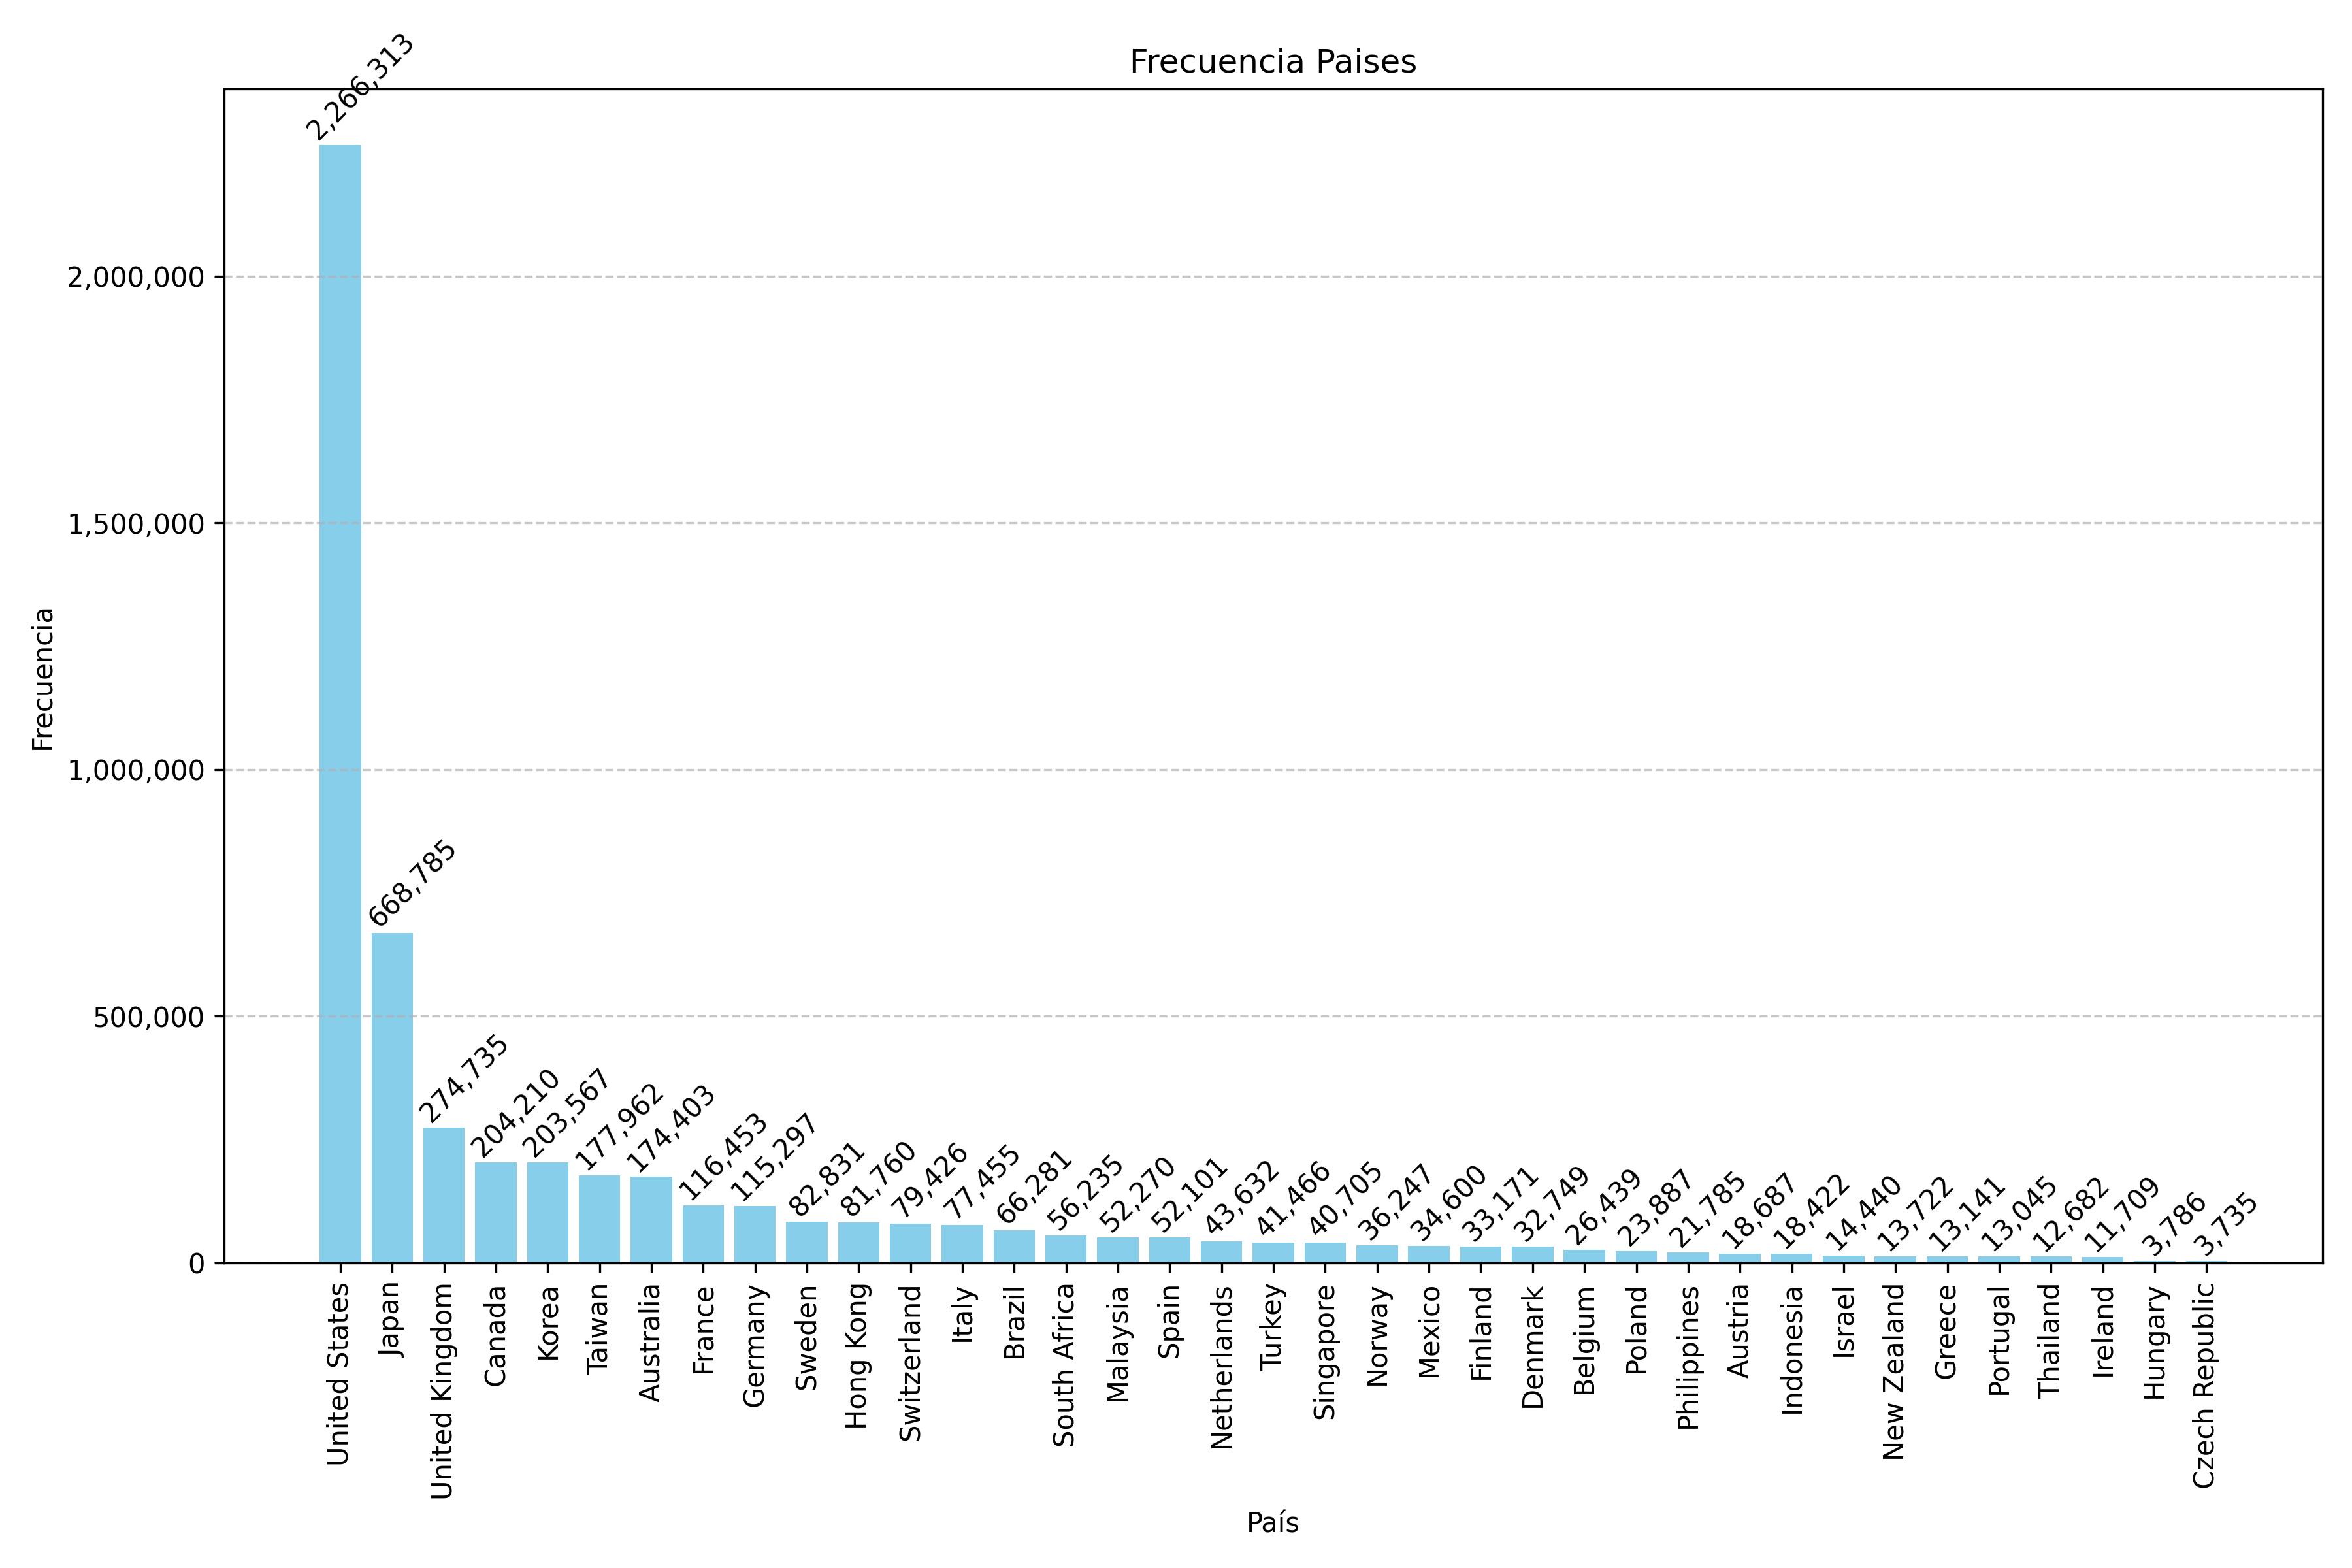 Frecuencia Paises
Frecuencia
2,000,000
1,500,000
1,000,000
500,000
0
2,266,313
668,785
274,735
204,210
203,567
177,962
174,403
116,453
115,297
82,831
81,760
79,426
77,455
66,281
56,235
52,270
52,101
43,632
41,466
40,705
36,247
34,600
33,171
32,749
26,439
23,887
21,785
18,687
18,422
14,440
13,722
13,141
13,045
12,682
11,709
3,786
3,735
United States
Japan
United Kingdom
Canada
Korea
Taiwan
Australia
France
Germany
Sweden
Hong Kong
Switzerland
Italy
Brazil
South Africa
Malaysia
Spain
Netherlands
Turkey
Singapore
Norway
Mexico
Finland
Denmark
Belgium
Poland
Philippines
Austria
Indonesia
Israel
New Zealand
Greece
Portugal
Thailand
Ireland
Hungary
Czech Republic
País